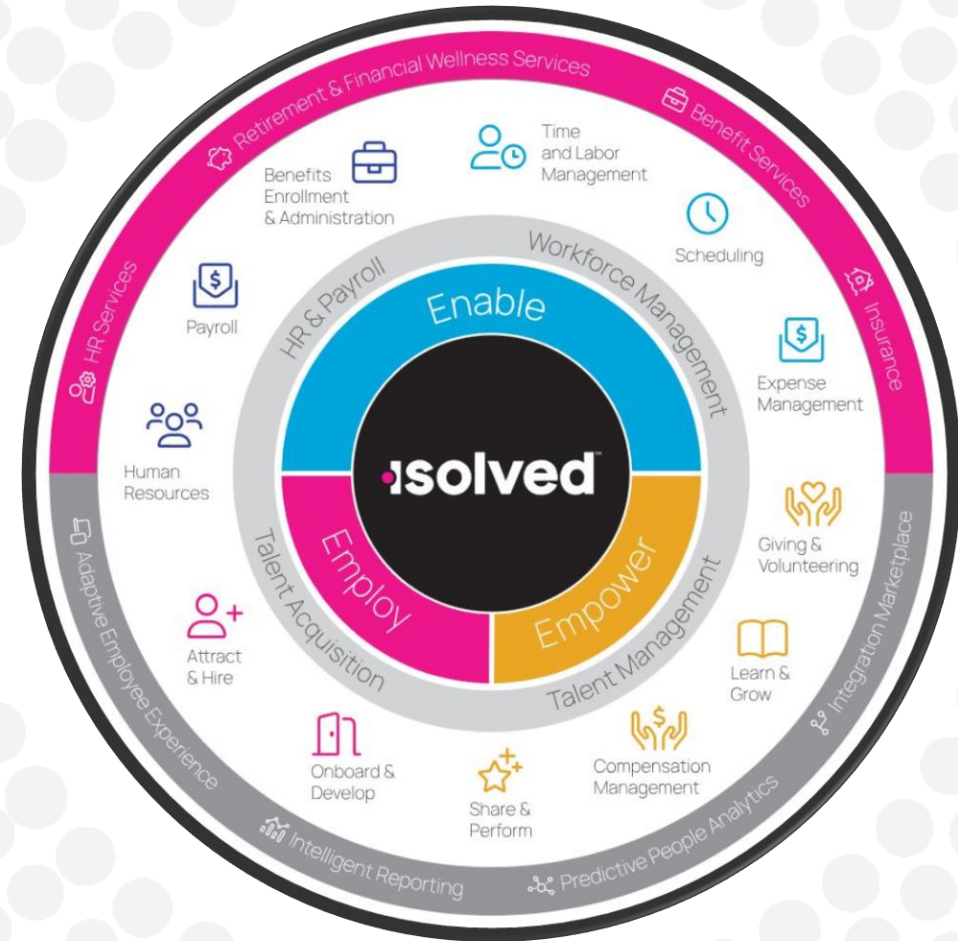 Retirement & Financial Wellness Services
Benefit Services
Insurance
HR Services
Time
and Labor
Management
Benefits
Enrollment
& Administration
Scheduling
Payroll
Expense
Management
Human
Resources
HR & Payroll
Workforce Management
Enable
isolved™
Employ
Empower
Talent Acquisition
Talent Management
Giving &
Volunteering
Attract
& Hire
Learn &
Grow
Onboard &
Develop
Share &
Perform
Compensation
Management
Adaptive Employee Experience
Intelligent Reporting
Predictive People Analytics
Integration Marketplace